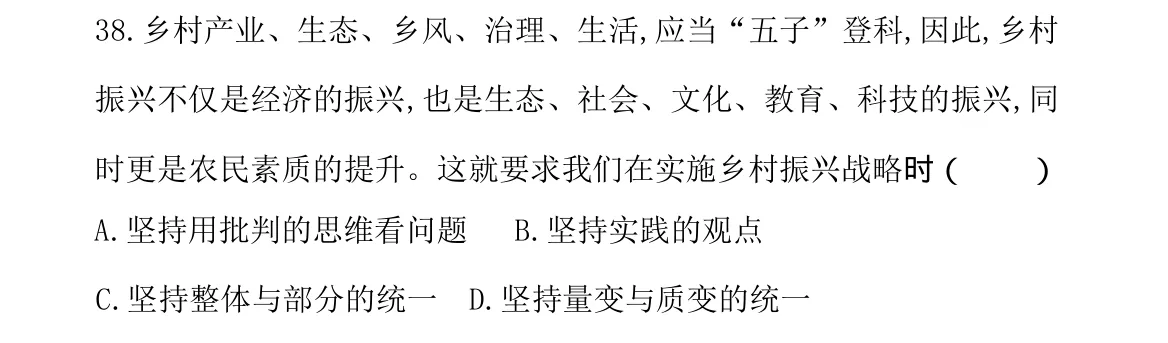 38.乡村产业、生态、乡风、治理、生活,应当“五子”登科,因此,乡村
振兴不仅是经济的振兴,也是生态、社会、文化、教育、科技的振兴,同
时更是农民素质的提升。这就要求我们在实施乡村振兴战略时(    )
A.坚持用批判的思维看问题  B.坚持实践的观点
C.坚持整体与部分的统一  D.坚持量变与质变的统一